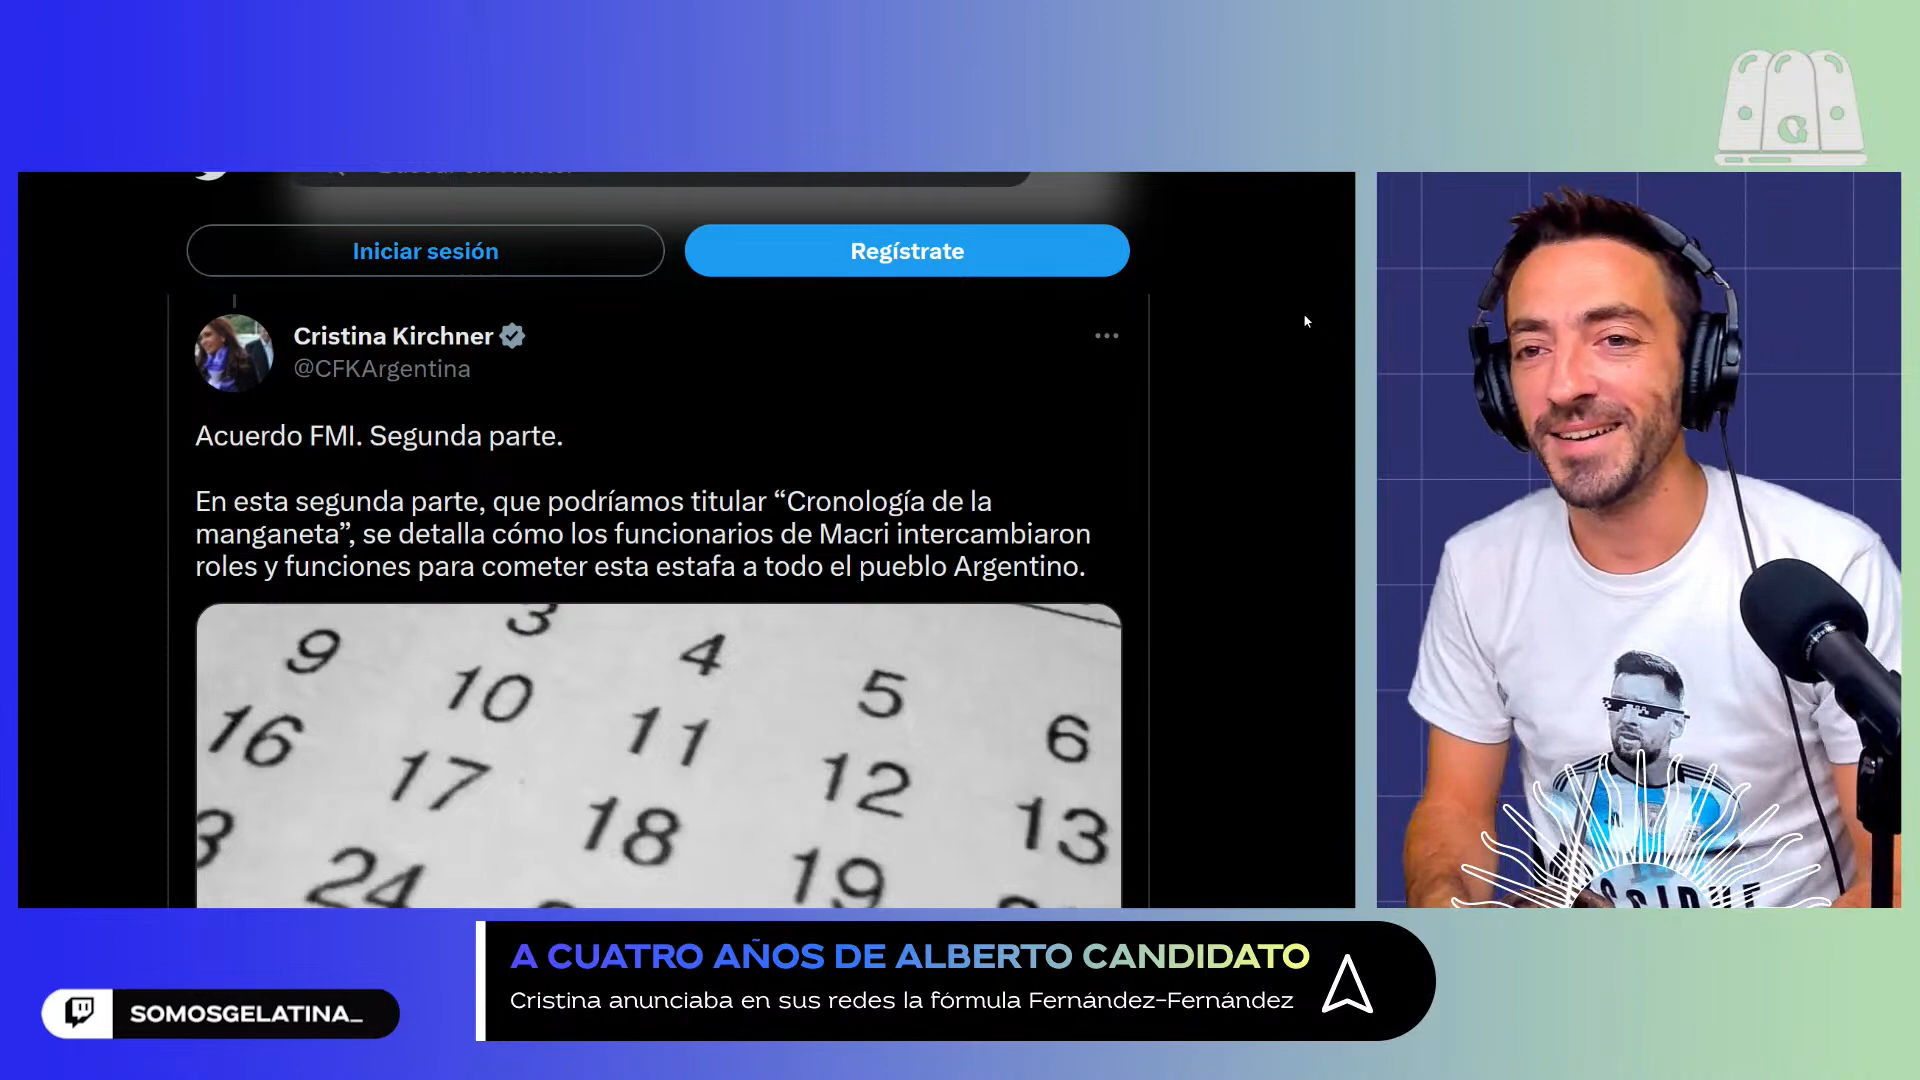 Iniciar sesión
Regístrate
Cristina Kirchner
@CFKArgentina
Acuerdo FMI. Segunda parte.
En esta segunda parte, que podríamos titular “Cronología de la
manganeta”, se detalla cómo los funcionarios de Macri intercambiaron
roles y funciones para cometer esta estafa a todo el pueblo Argentino.
3
9
4
10
5
16
11
6
17
12
18
13
24
19
A CUATRO AÑOS DE ALBERTO CANDIDATO
Cristina anunciaba en sus redes la fórmula Fernández-Fernández
SOMOSGELATINA_